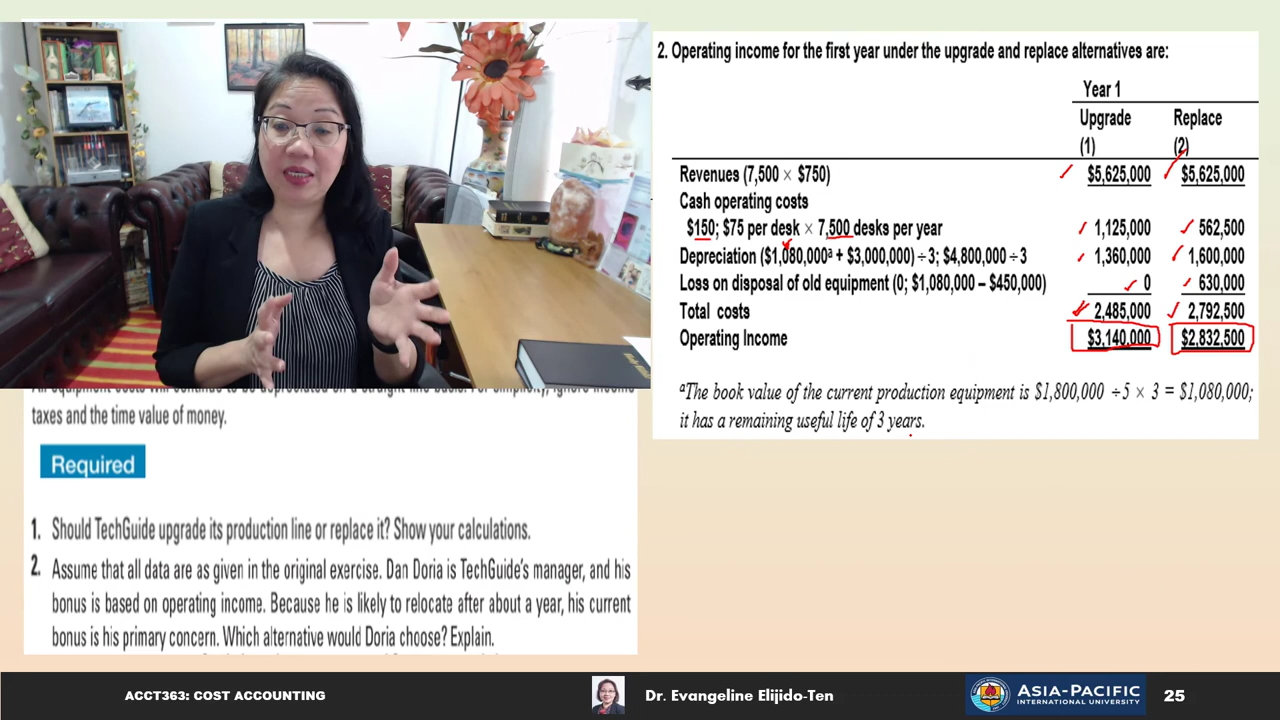 2. Operating income for the first year under the upgrade and replace alternatives are:
Year 1
Upgrade Replace
(1) (2)
Revenues (7,500 × $750) $5,625,000 $5,625,000
Cash operating costs
$150; $75 per desk × 7,500 desks per year 1,125,000 562,500
Depreciation ($1,080,000ᵃ + $3,000,000) ÷ 3; $4,800,000 ÷ 3 1,360,000 1,600,000
Loss on disposal of old equipment (0; $1,080,000 – $450,000) 0 630,000
Total costs 2,485,000 2,792,500
Operating Income $3,140,000 $2,832,500
ᵃThe book value of the current production equipment is $1,800,000 ÷ 5 × 3 = $1,080,000;
it has a remaining useful life of 3 years.
taxes and the time value of money.
Required
1. Should TechGuide upgrade its production line or replace it? Show your calculations.
2. Assume that all data are as given in the original exercise. Dan Doria is TechGuide's manager, and his
bonus is based on operating income. Because he is likely to relocate after about a year, his current
bonus is his primary concern. Which alternative would Doria choose? Explain.
ACCT363: COST ACCOUNTING
Dr. Evangeline Elijido-Ten
ASIA-PACIFIC
INTERNATIONAL UNIVERSITY
25